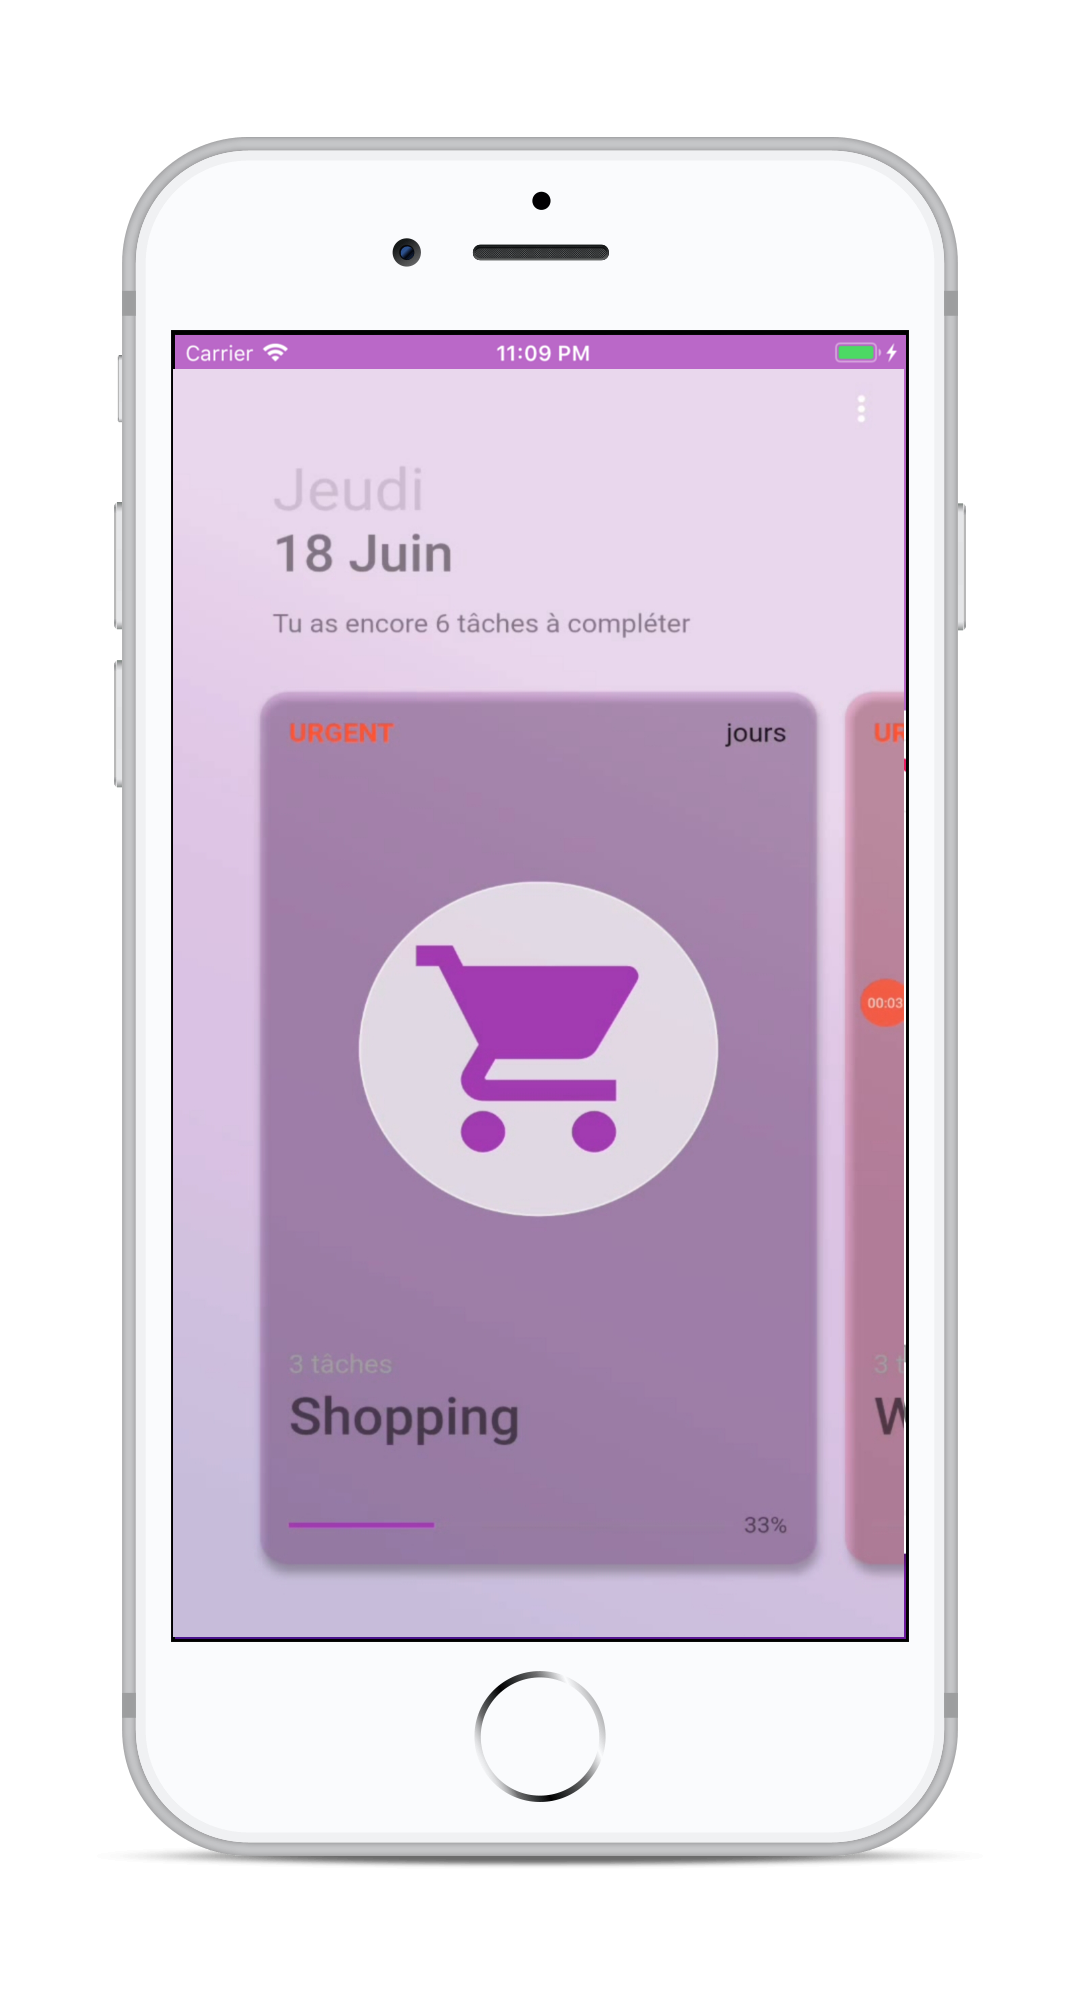 Carrier 11:09 PM
Jeudi
18 Juin
Tu as encore 6 tâches à compléter
URGENT jours
UR
00:03
3 tâches
3 t
Shopping
W
33%